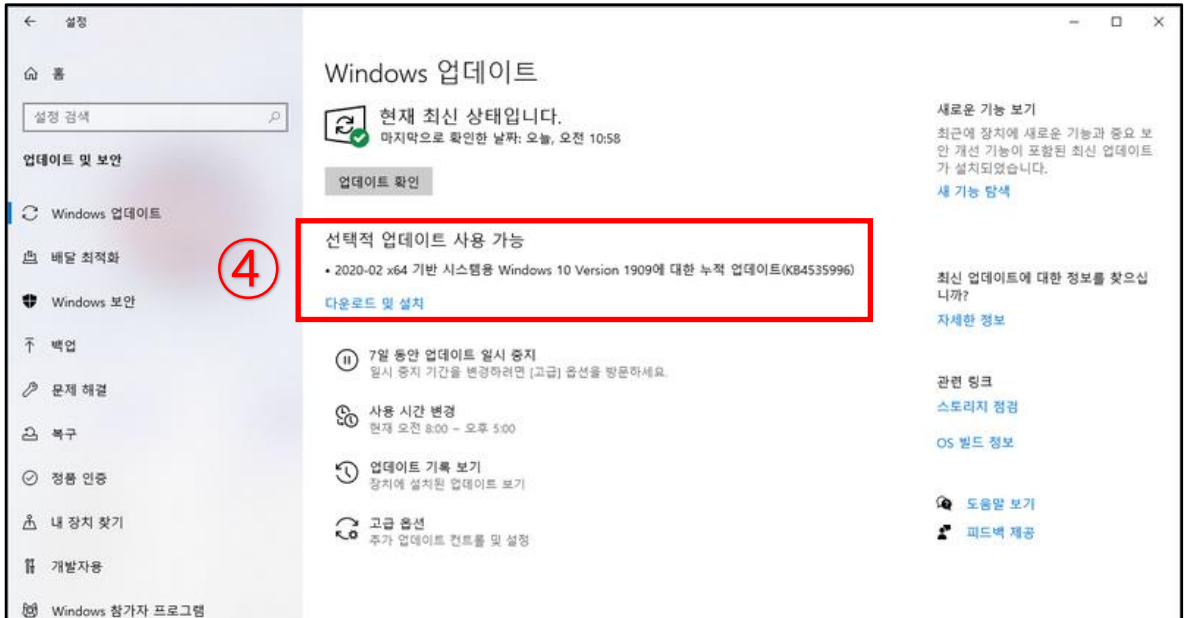 설정
홈
설정 검색
업데이트 및 보안
Windows 업데이트
배달 최적화
Windows 보안
백업
문제 해결
복구
정품 인증
내 장치 찾기
개발자용
Windows 참가자 프로그램
Windows 업데이트
현재 최신 상태입니다.
마지막으로 확인한 날짜: 오늘, 오전 10:58
업데이트 확인
④
선택적 업데이트 사용 가능
• 2020-02 x64 기반 시스템용 Windows 10 Version 1909에 대한 누적 업데이트(KB4535996)
다운로드 및 설치
7일 동안 업데이트 일시 중지
일시 중지 기간을 변경하려면 [고급] 옵션을 방문하세요.
사용 시간 변경
현재 오전 8:00 – 오후 5:00
업데이트 기록 보기
장치에 설치된 업데이트 보기
고급 옵션
추가 업데이트 컨트롤 및 설정
새로운 기능 보기
최근에 장치에 새로운 기능과 중요 보
안 개선 기능이 포함된 최신 업데이트
가 설치되었습니다.
새 기능 탐색
최신 업데이트에 대한 정보를 찾으십
니까?
자세한 정보
관련 링크
스토리지 점검
OS 빌드 정보
도움말 보기
피드백 제공